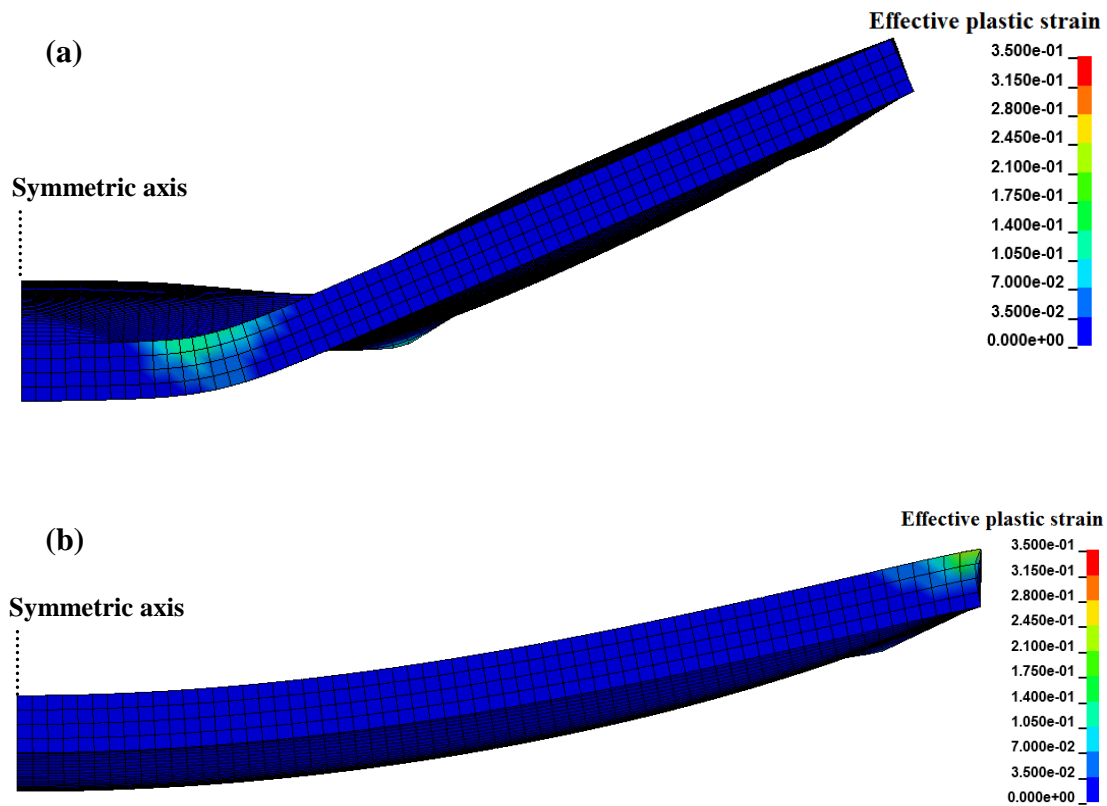 Effective plastic strain
(a)
3.500e-01
3.150e-01
2.800e-01
2.450e-01
2.100e-01
1.750e-01
1.400e-01
1.050e-01
7.000e-02
3.500e-02
0.000e+00
Symmetric axis
Effective plastic strain
(b)
3.500e-01
3.150e-01
2.800e-01
2.450e-01
2.100e-01
1.750e-01
1.400e-01
1.050e-01
7.000e-02
3.500e-02
0.000e+00
Symmetric axis